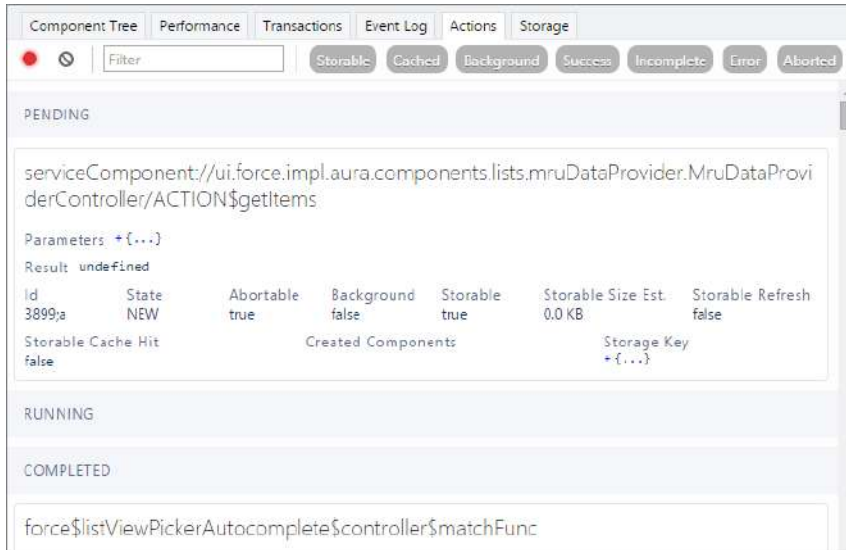 Component Tree Performance Transactions Event Log Actions Storage
Filter Storable Cached Background Success Incomplete Error Aborted
PENDING
serviceComponent://ui.force.impl.aura.components.lists.mruDataProvider.MruDataProvi
derController/ACTION$getItems
Parameters +{...}
Result undefined
Id State Abortable Background Storable Storable Size Est. Storable Refresh
3899;a NEW true false true 0.0 KB false
Storable Cache Hit Created Components Storage Key
false +{...}
RUNNING
COMPLETED
force$listViewPickerAutocomplete$controller$matchFunc